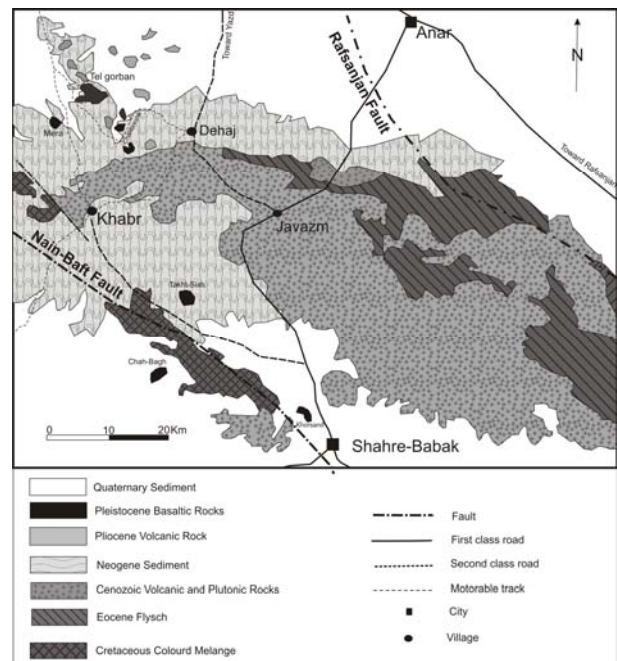 Anar
N
Toward Yazd
Rafsanjan Fault
Tel gorban
Mera
Dehaj
Toward Rafsanjan
Khabr
Javazm
Nain-Baft Fault
Takht-Siah
Chah-Bagh
Khorsand
0 10 20Km
Shahre-Babak
Quaternary Sediment
Pleistocene Basaltic Rocks
Pliocene Volcanic Rock
Neogene Sediment
Cenozoic Volcanic and Plutonic Rocks
Eocene Flysch
Cretaceous Colourd Melange
Fault
First class road
Second class road
Motorable track
City
Village